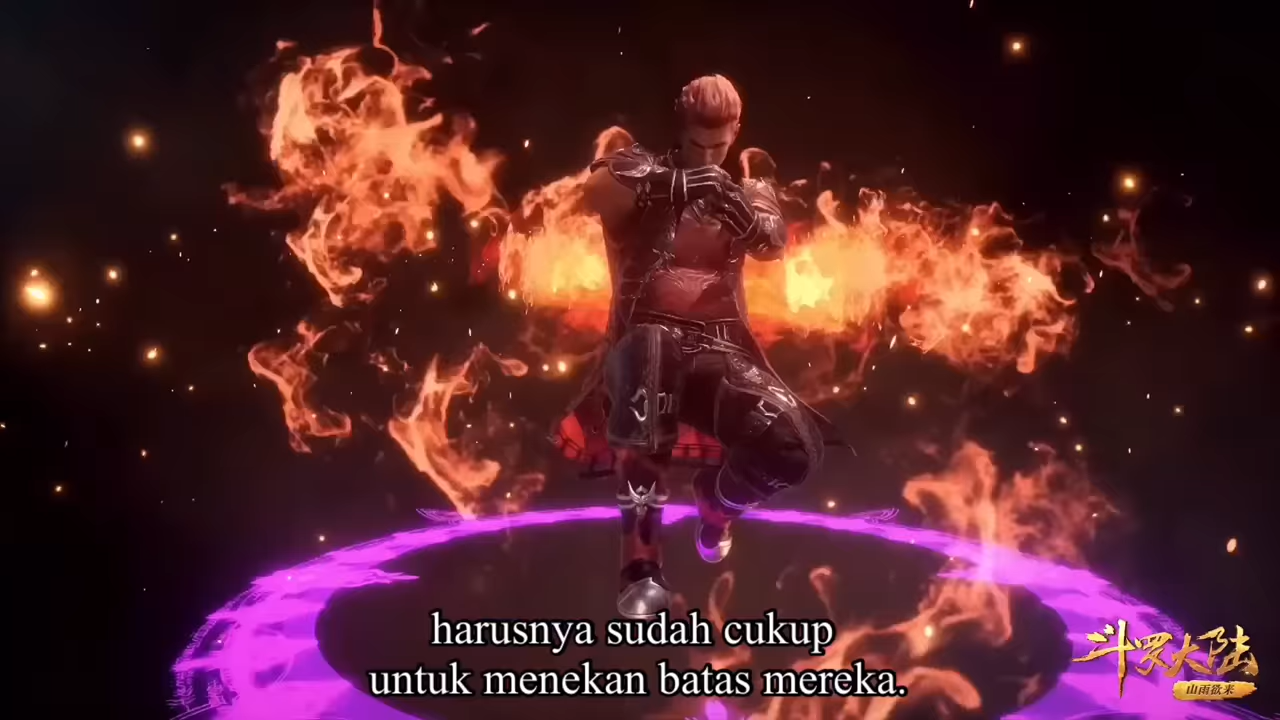 harusnya sudah cukup
untuk menekan batas mereka.
斗罗大陆
山雨欲来